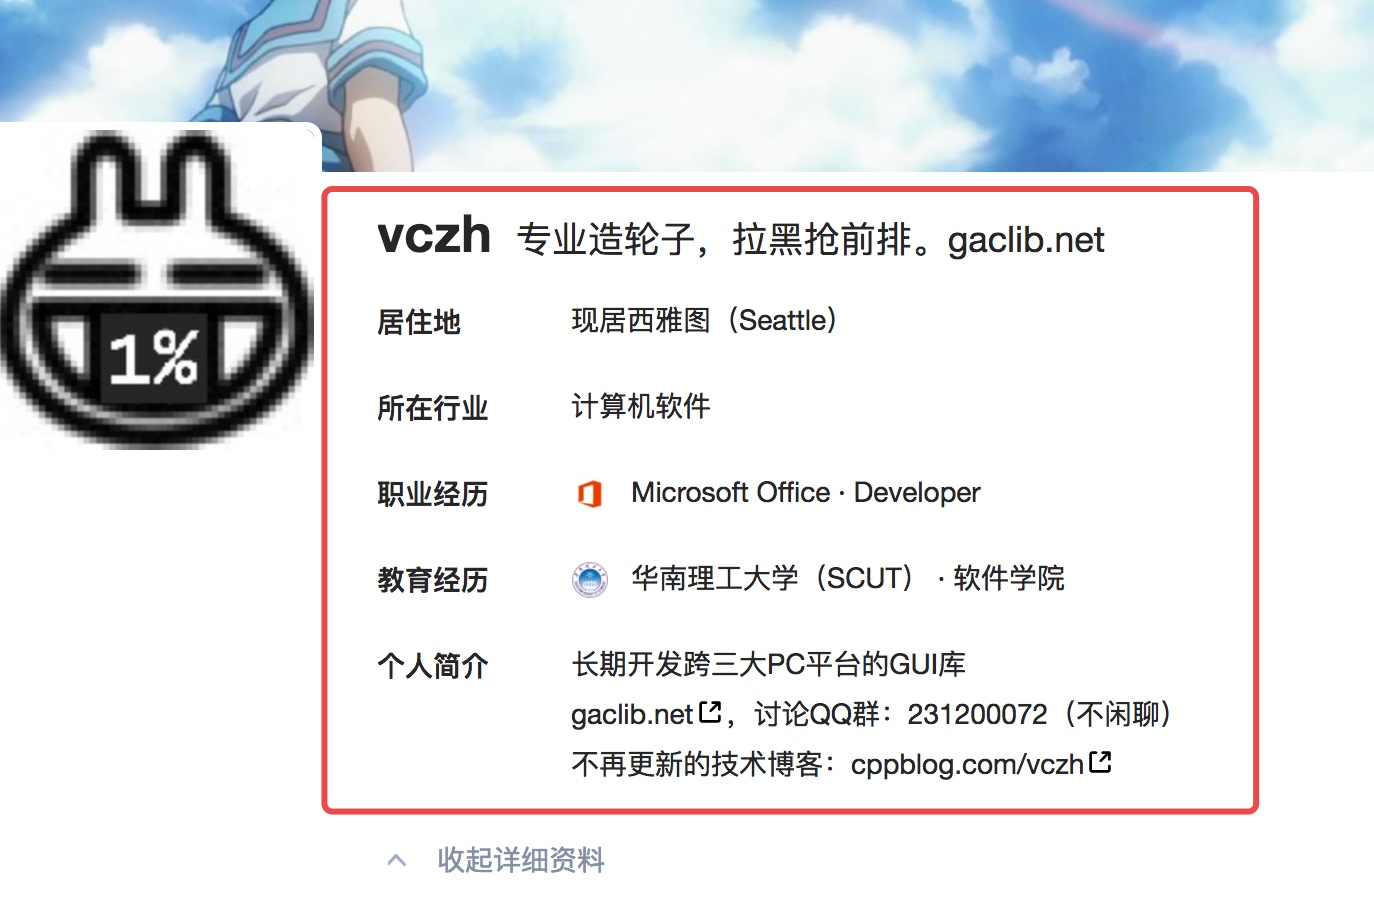 1%
vczh 专业造轮子，拉黑抢前排。gaclib.net
居住地 现居西雅图（Seattle）
所在行业 计算机软件
职业经历 Microsoft Office · Developer
教育经历 华南理工大学（SCUT） · 软件学院
个人简介 长期开发跨三大PC平台的GUI库
gaclib.net，讨论QQ群：231200072（不闲聊）
不再更新的技术博客：cppblog.com/vczh
收起详细资料